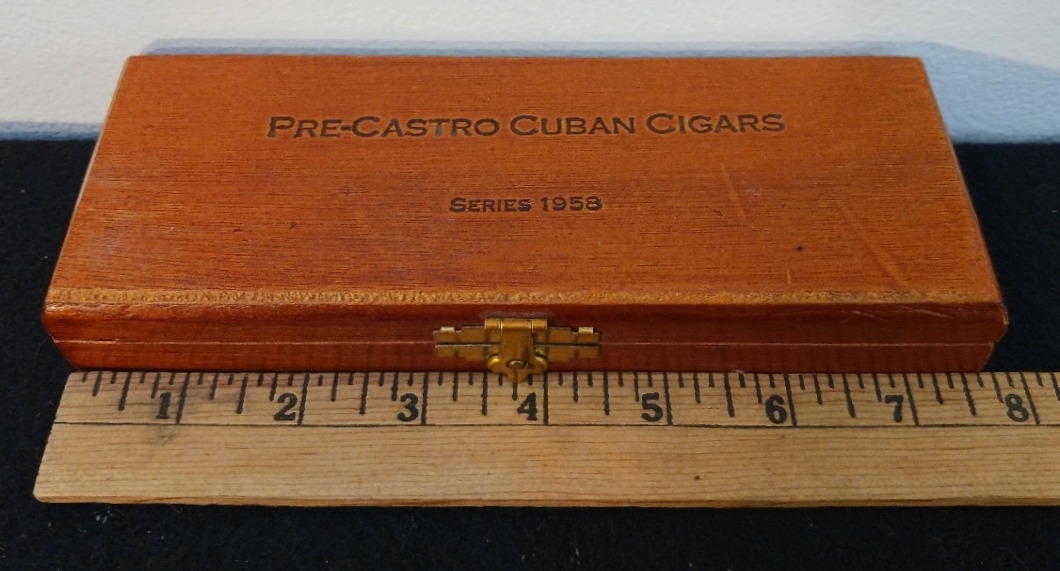 PRE-CASTRO CUBAN CIGARS
SERIES 1958
1 2 3 4 5 6 7 8